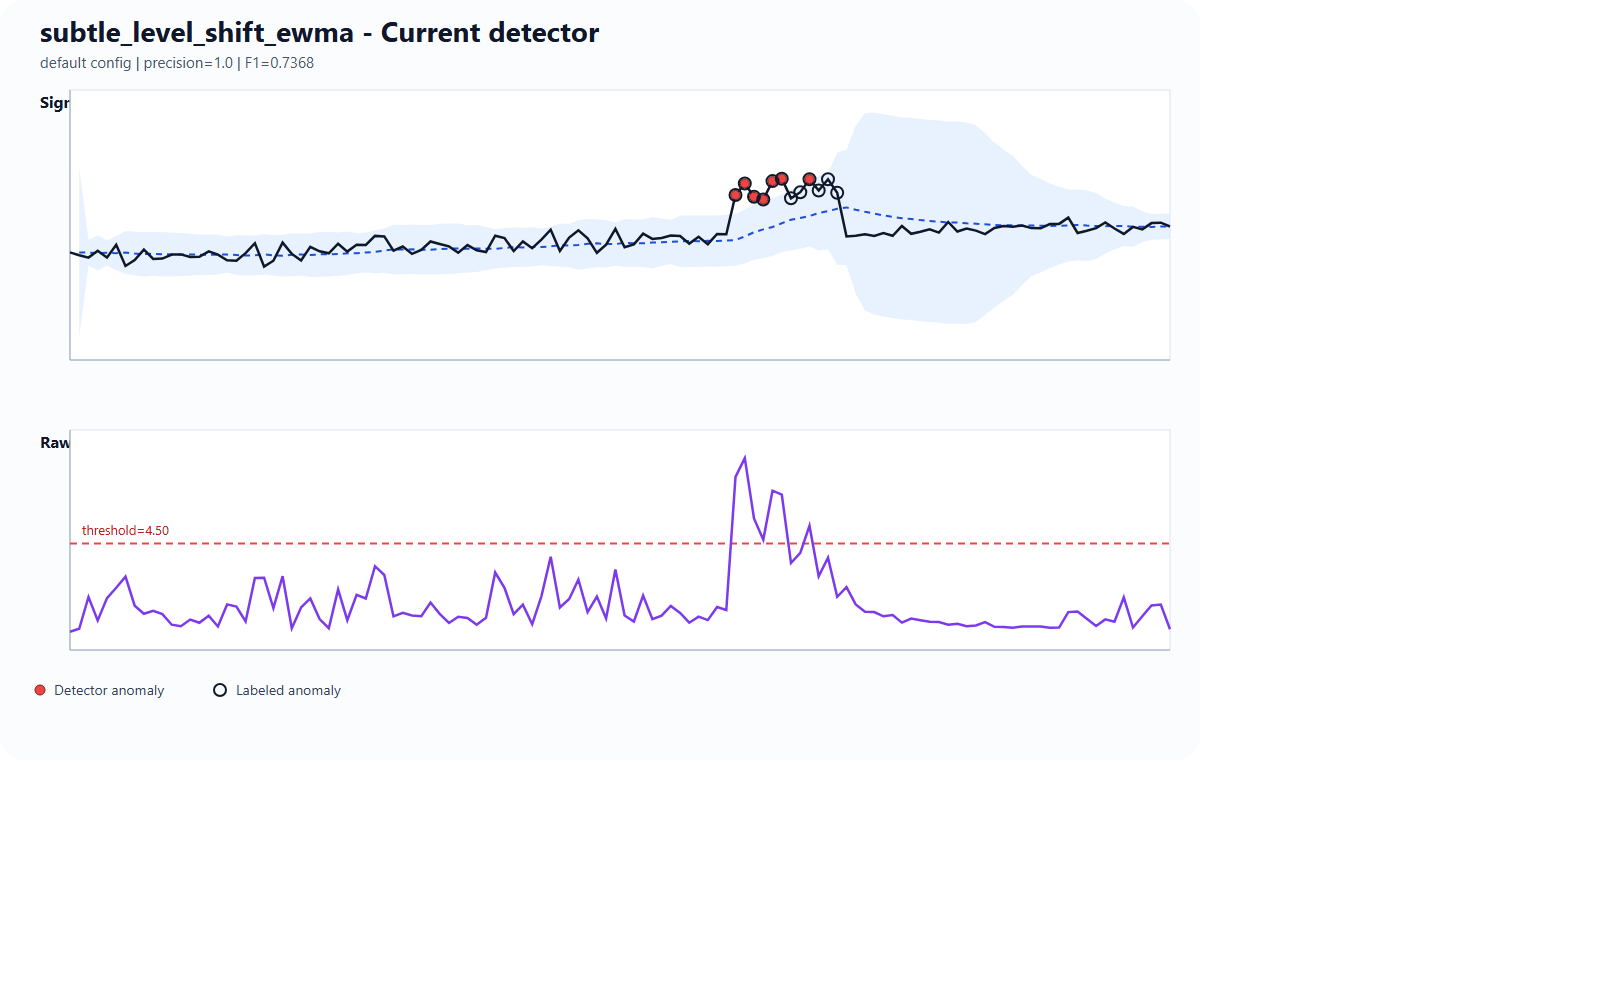 subtle_level_shift_ewma - Current detector
default config | precision=1.0 | F1=0.7368
Sigr
Raw
threshold=4.50
Detector anomaly
Labeled anomaly